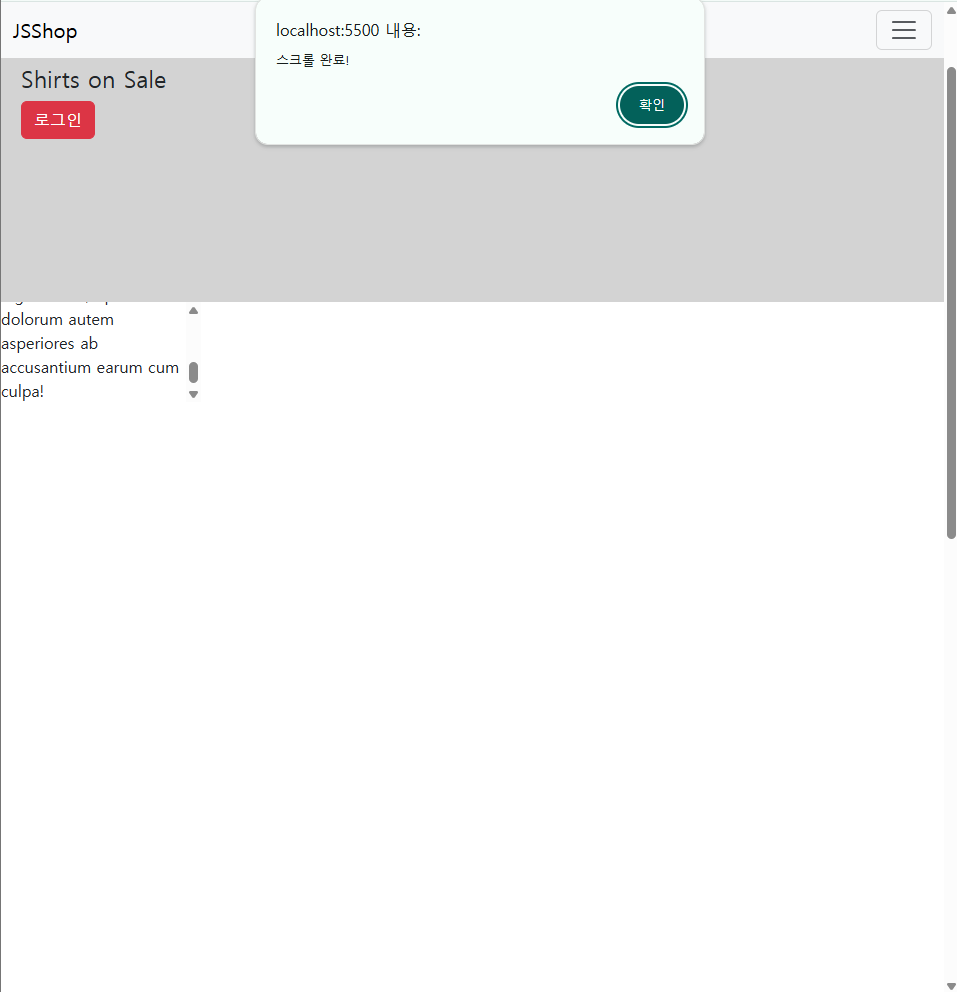 JSShop
localhost:5500 내용:
스크롤 완료!
확인
Shirts on Sale
로그인
dolorum autem
asperiores ab
accusantium earum cum
culpa!